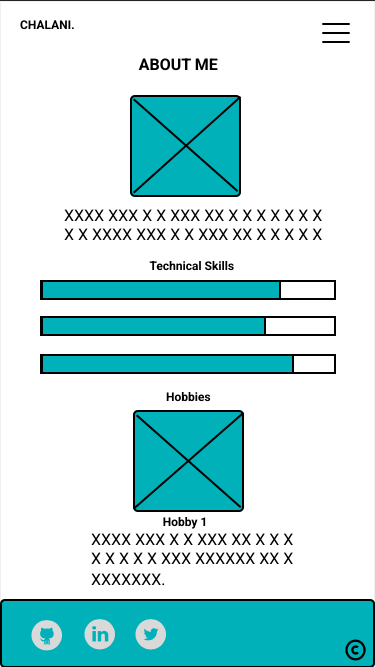 CHALANI.
ABOUT ME
XXXX XXX X X XXX XX X X X X X X X
X X XXXX XXX X X XXX XX X X X X X
Technical Skills
Hobbies
Hobby 1
XXXX XXX X X XXX XX X X X
X X X X X XXX XXXXXX XX X
XXXXXXX.
in
©